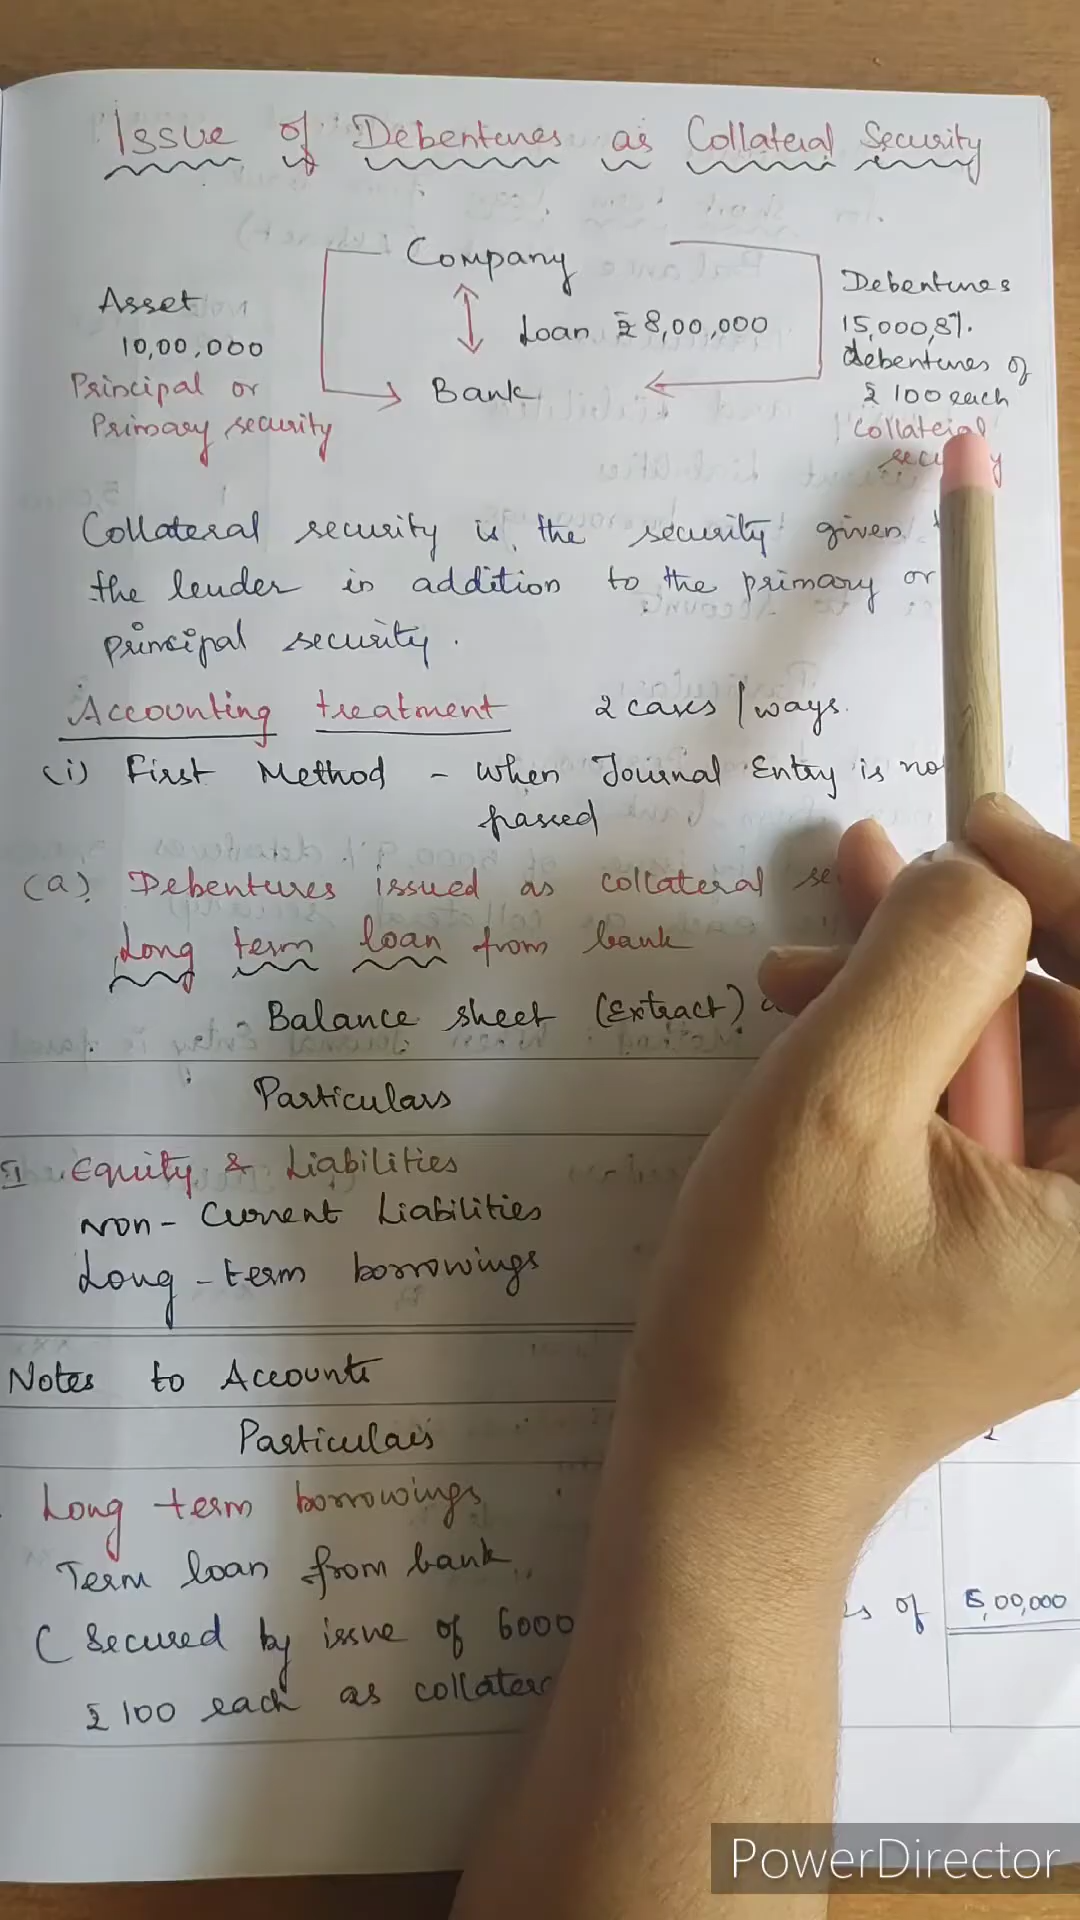 Issue of Debentures as Collateral Security
Company
Asset
10,00,000
Principal or
Primary security
Loan ₹ 8,00,000
Bank
Debentures
15,000, 8%
debentures of
₹ 100 each
Collateral
Collateral security is the security given
the lender in addition to the primary or
principal security.
Accounting treatment 2 cases / ways.
(i) First Method - When Journal Entry is
passed
(a) Debentures issued as collateral
Long term loan from bank
Balance sheet (Extract)
Particulars
I Equity & Liabilities
Non-Current Liabilities
Long-term borrowings
Notes to Accounts
Particulars
Long term borrowings
Term loan from bank
(Secured by issue of 6000 of
₹ 100 each as
,00,000
PowerDirector